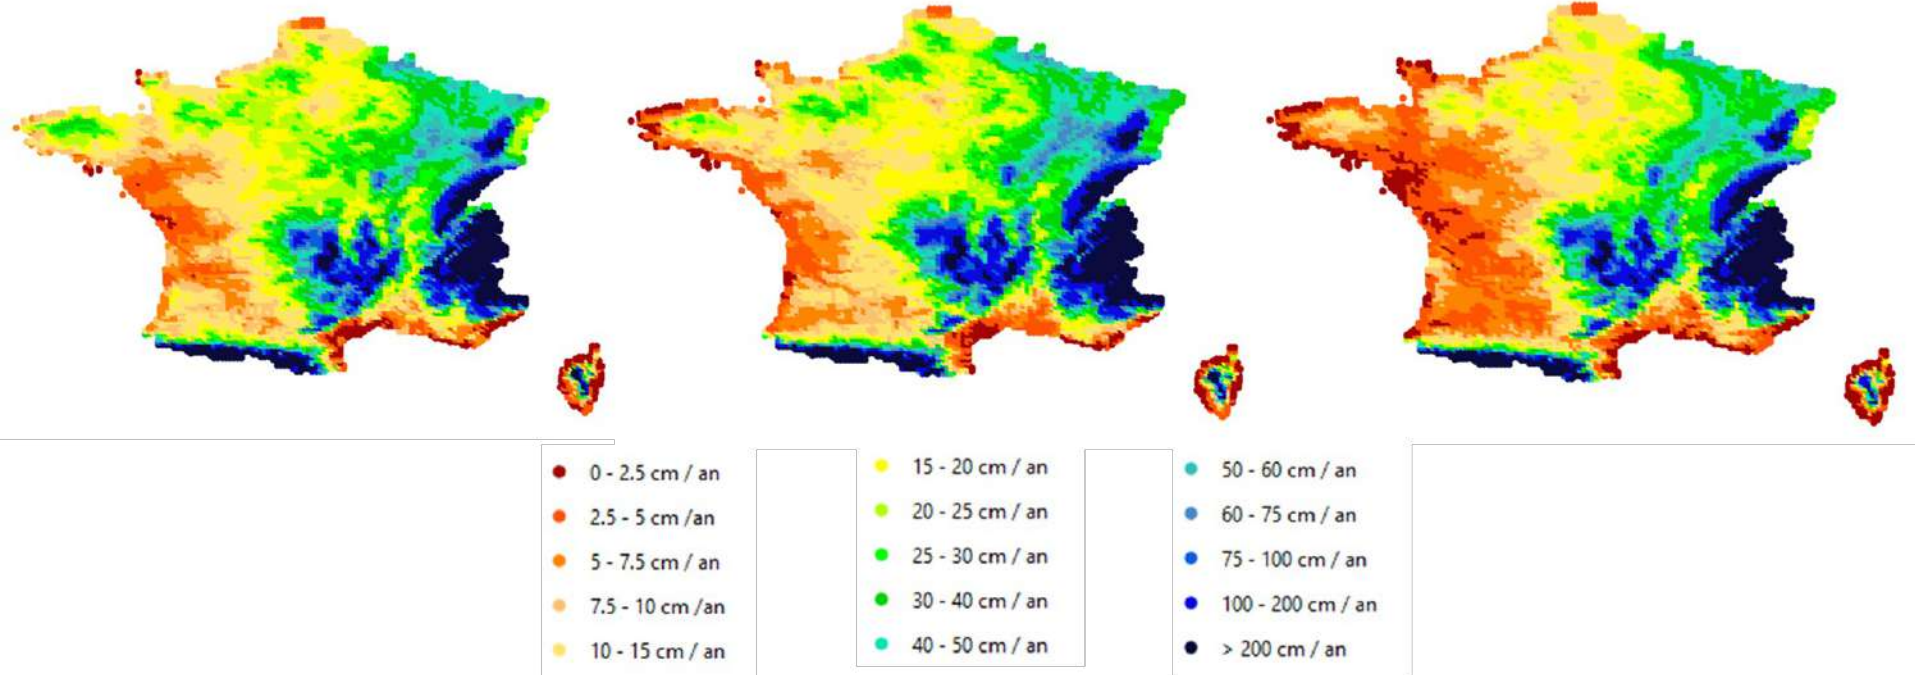 0 - 2.5 cm / an
2.5 - 5 cm /an
5 - 7.5 cm / an
7.5 - 10 cm /an
10 - 15 cm / an
15 - 20 cm / an
20 - 25 cm / an
25 - 30 cm / an
30 - 40 cm / an
40 - 50 cm / an
50 - 60 cm / an
60 - 75 cm / an
75 - 100 cm / an
100 - 200 cm / an
> 200 cm / an